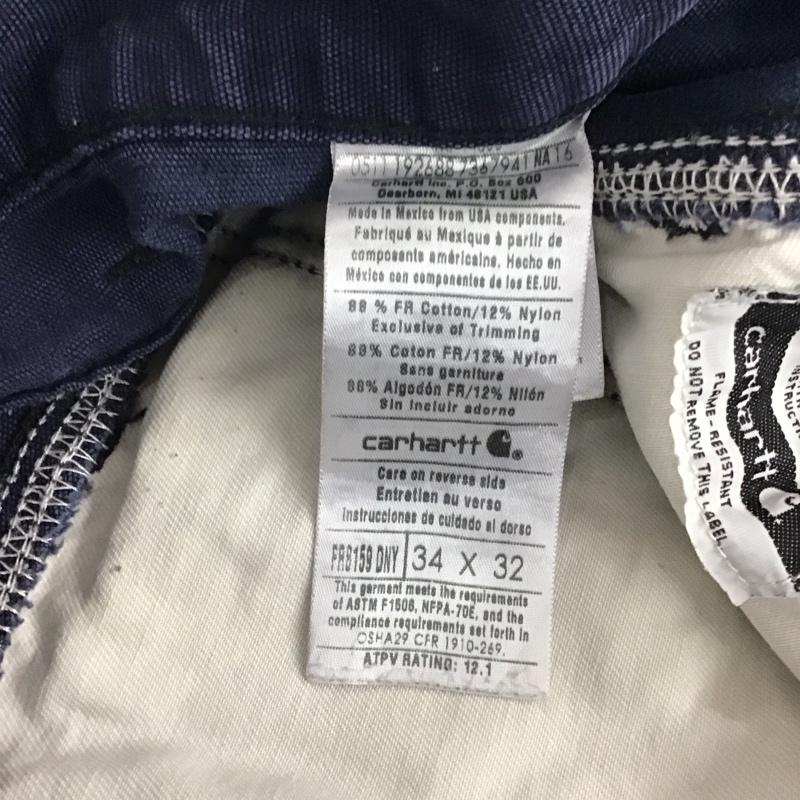 0511 192688 7367941 NA 16
Carhartt Inc. P.O. Box 600
Dearborn, MI 48121 USA
Made in Mexico from USA components.
Fabriqué au Mexique à partir de
composants américains. Hecho en
México con componentes de los EE.UU.
88 % FR Cotton/12% Nylon
Exclusive of Trimming
88% Coton FR/12% Nylon
Sans garniture
88% Algodón FR/12% Nilón
Sin incluir adorno
carhartt
Care on reverse side
Entretien au verso
Instrucciones de cuidado al dorso
FRB159 DNY 34 X 32
This garment meets the requirements
of ASTM F1506, NFPA-70E, and the
compliance requirements set forth in
OSHA29 CFR 1910-269.
ATPV RATING: 12.1
carhartt
FLAME-RESISTANT
DO NOT REMOVE THIS LABEL